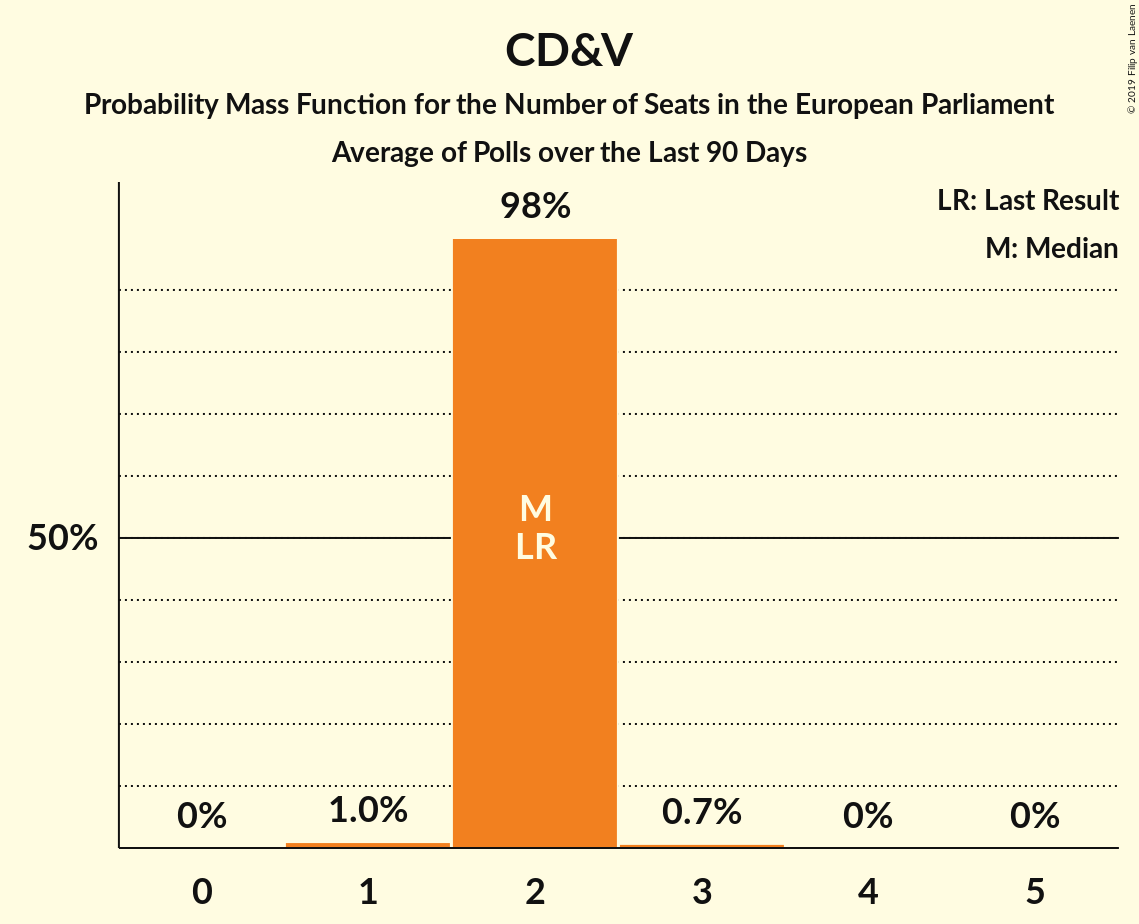 CD&V
Probability Mass Function for the Number of Seats in the European Parliament
Average of Polls over the Last 90 Days
© 2019 Filip van Laenen
LR: Last Result
M: Median
98%
M
LR
50%
0%
1.0%
0.7%
0%
0%
0
1
2
3
4
5